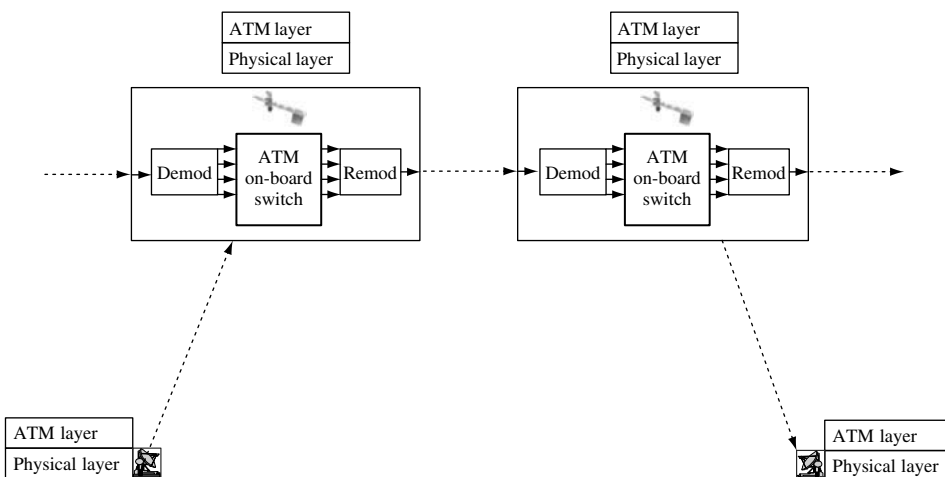 ATM layer
Physical layer
ATM layer
Physical layer
Demod
ATM
on-board
switch
Remod
Demod
ATM
on-board
switch
Remod
ATM layer
Physical layer
ATM layer
Physical layer